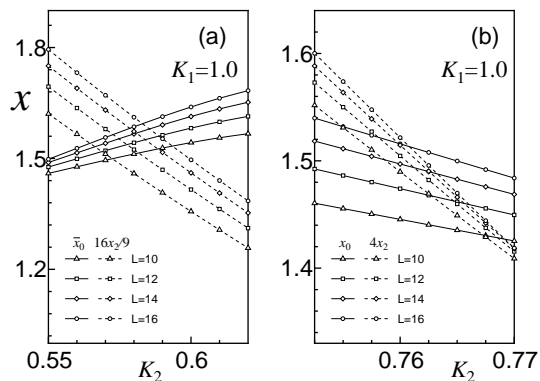 (a)
K₁=1.0
x
1.8
1.5
1.2
x̄₀ 16x₂/9
L=10
L=12
L=14
L=16
0.55
0.6
K₂
(b)
K₁=1.0
1.6
1.5
1.4
x₀ 4x₂
L=10
L=12
L=14
L=16
0.76
0.77
K₂